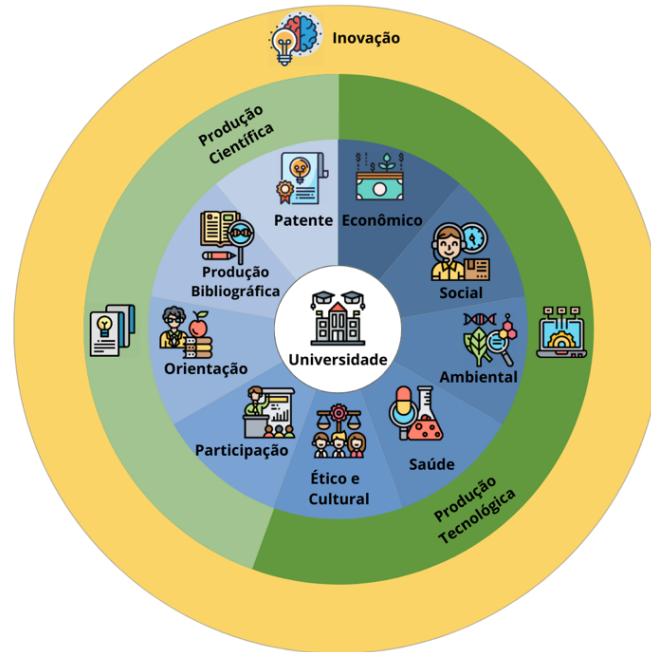 Inovação
Produção
Científica
Patente
Econômico
Produção
Bibliográfica
Social
Universidade
Orientação
Ambiental
Participação
Saúde
Ético e
Cultural
Produção
Tecnológica